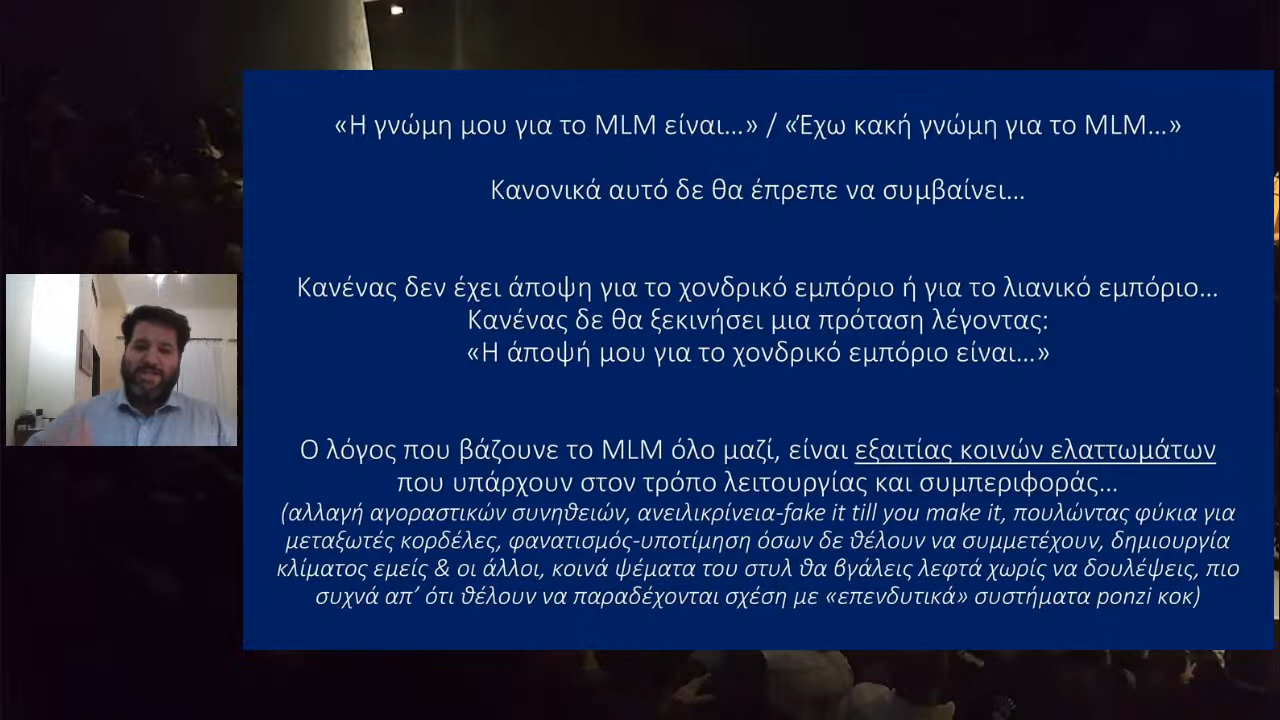 «Η γνώμη μου για το MLM είναι...» / «Έχω κακή γνώμη για το MLM...»
Κανονικά αυτό δε θα έπρεπε να συμβαίνει...
Κανένας δεν έχει άποψη για το χονδρικό εμπόριο ή για το λιανικό εμπόριο...
Κανένας δε θα ξεκινήσει μια πρόταση λέγοντας:
«Η άποψή μου για το χονδρικό εμπόριο είναι...»
Ο λόγος που βάζουνε το MLM όλο μαζί, είναι εξαιτίας κοινών ελαττωμάτων
που υπάρχουν στον τρόπο λειτουργίας και συμπεριφοράς...
(αλλαγή αγοραστικών συνηθειών, ανειλικρίνεια-fake it till you make it, πουλώντας φύκια για
μεταξωτές κορδέλες, φανατισμός-υποτίμηση όσων δε θέλουν να συμμετέχουν, δημιουργία
κλίματος εμείς & οι άλλοι, κοινά ψέματα του στυλ θα βγάλεις λεφτά χωρίς να δουλέψεις, πιο
συχνά απ’ ότι θέλουν να παραδέχονται σχέση με «επενδυτικά» συστήματα ponzi κοκ)